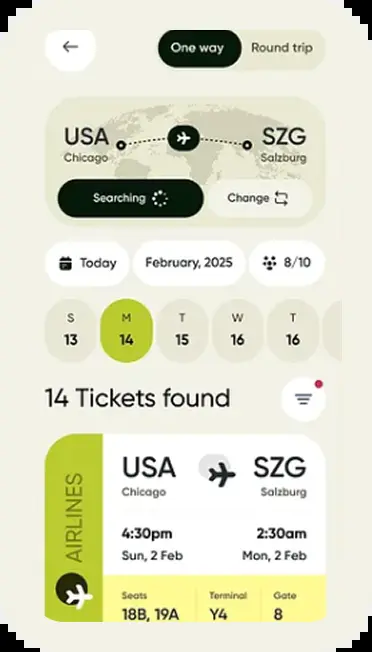 One way Round trip
USA SZG
Chicago Salzburg
Searching Change
Today February, 2025 8/10
S M T W T
13 14 15 16 16
14 Tickets found
AIRLINES
USA SZG
Chicago Salzburg
4:30pm 2:30am
Sun, 2 Feb Mon, 2 Feb
Seats Terminal Gate
18B, 19A Y4 8